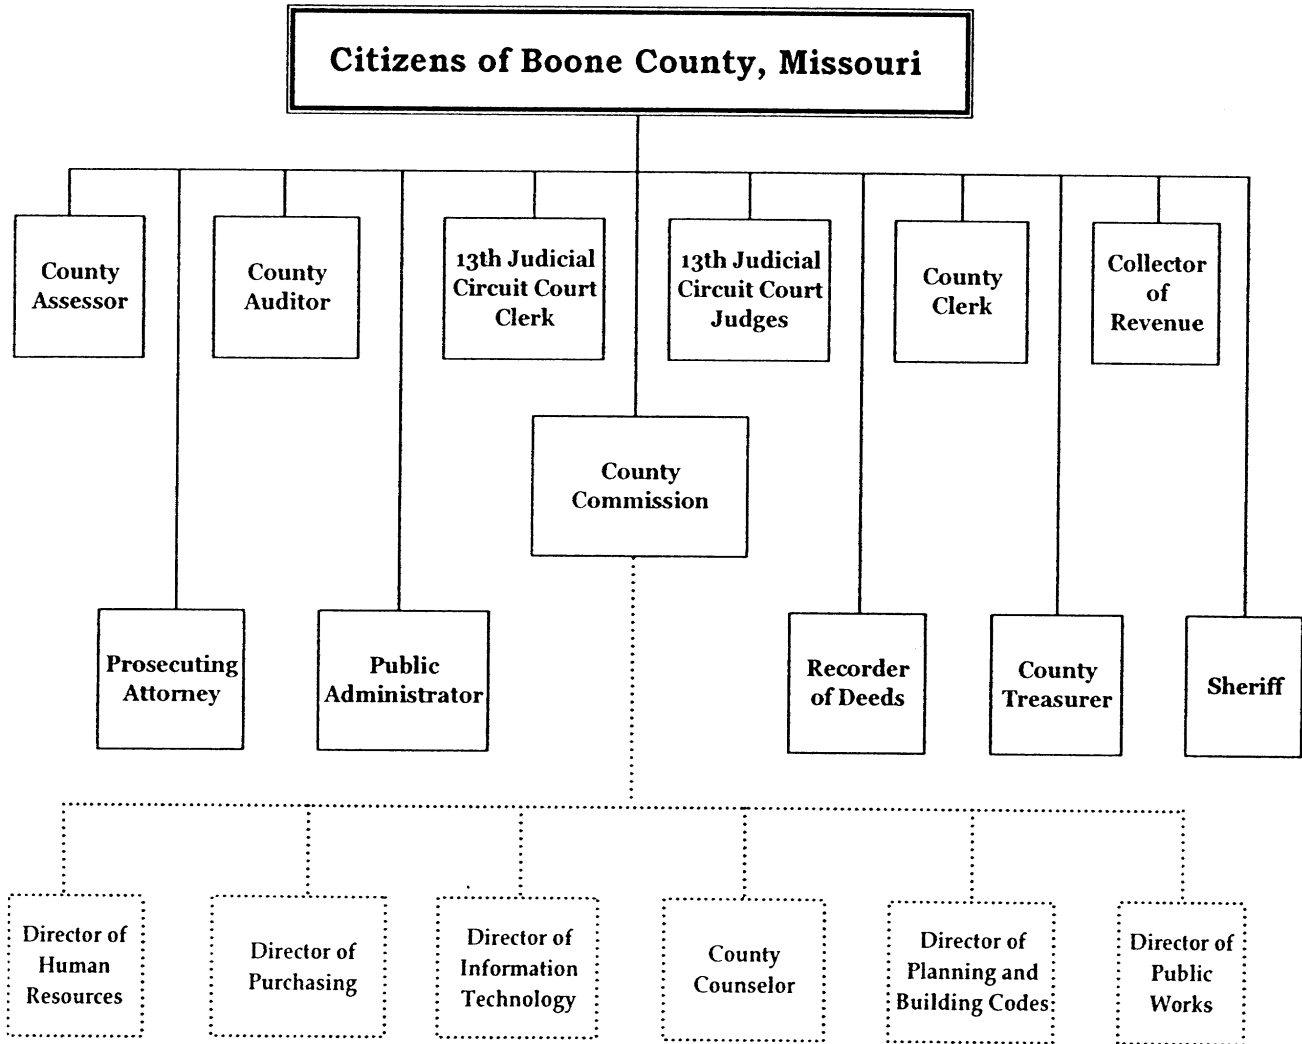 Citizens of Boone County, Missouri
County
Assessor
County
Auditor
13th Judicial
Circuit Court
Clerk
13th Judicial
Circuit Court
Judges
County
Clerk
Collector
of
Revenue
County
Commission
Prosecuting
Attorney
Public
Administrator
Recorder
of Deeds
County
Treasurer
Sheriff
Director of
Human
Resources
Director of
Purchasing
Director of
Information
Technology
County
Counselor
Director of
Planning and
Building Codes
Director of
Public
Works